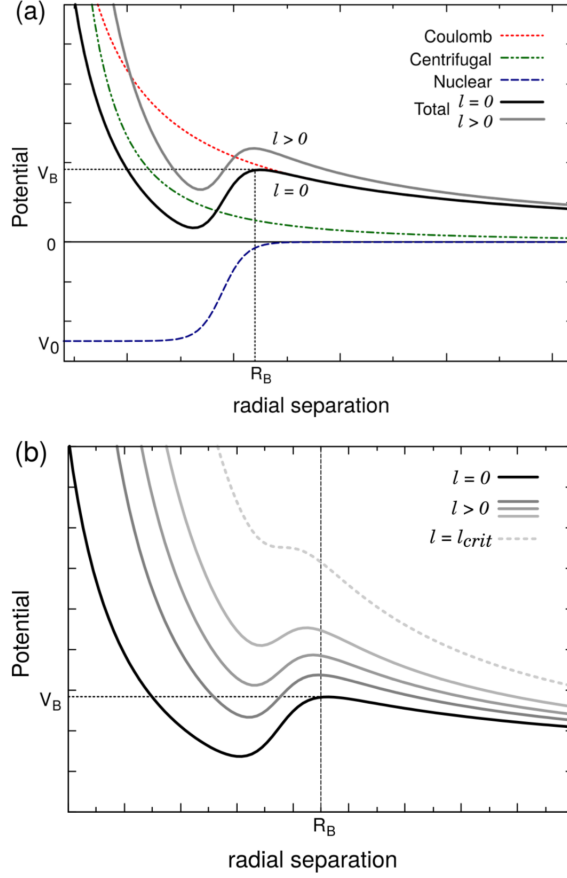 (a)
Coulomb
Centrifugal
Nuclear
Total l = 0
l > 0
l > 0
l = 0
V_B
0
V_0
Potential
R_B
radial separation
(b)
l = 0
l > 0
l = l_crit
Potential
V_B
R_B
radial separation